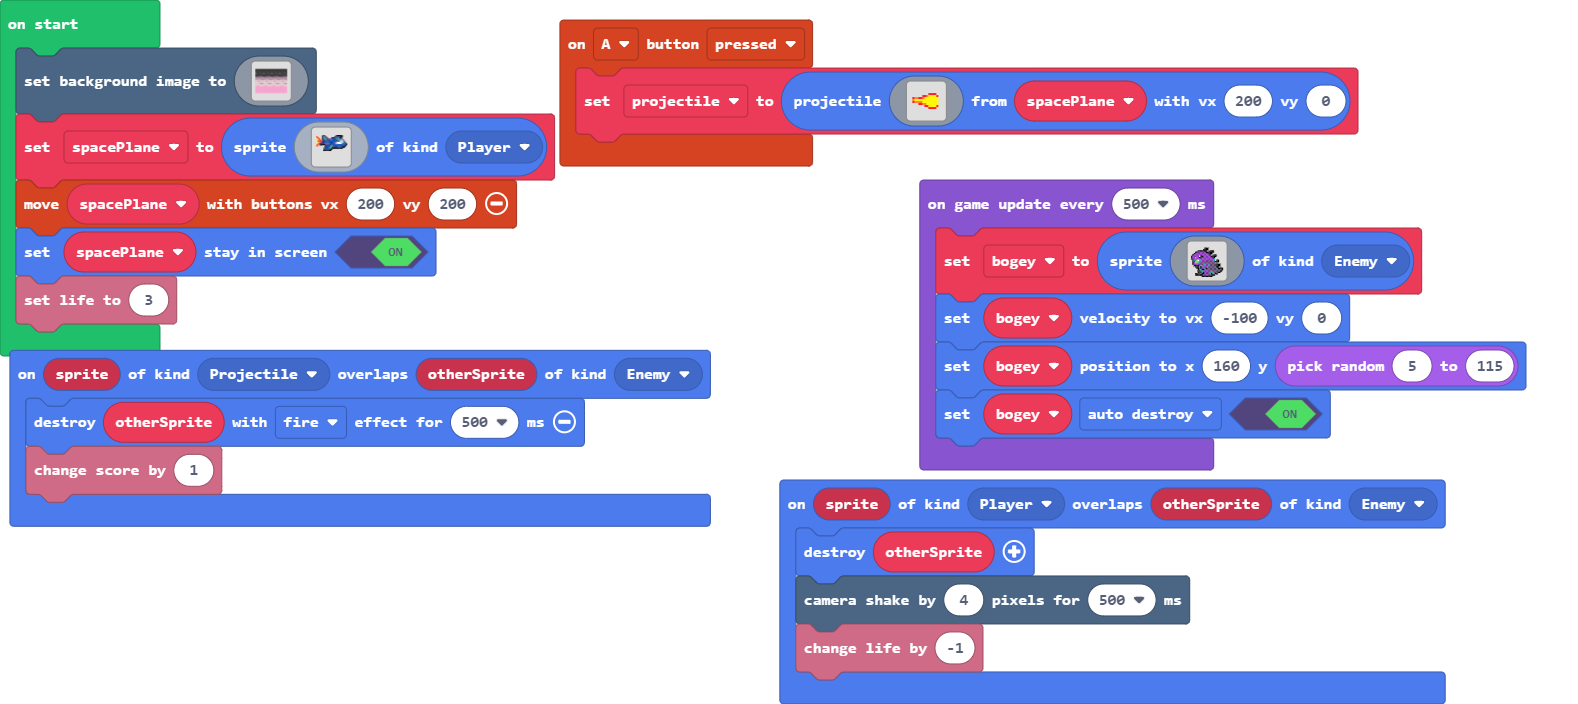 on start
set background image to
set spacePlane to sprite of kind Player
move spacePlane with buttons vx 200 vy 200
set spacePlane stay in screen ON
set life to 3
on A button pressed
set projectile to projectile from spacePlane with vx 200 vy 0
on game update every 500 ms
set bogey to sprite of kind Enemy
set bogey velocity to vx -100 vy 0
set bogey position to x 160 y pick random 5 to 115
set bogey auto destroy ON
on sprite of kind Projectile overlaps otherSprite of kind Enemy
destroy otherSprite with fire effect for 500 ms
change score by 1
on sprite of kind Player overlaps otherSprite of kind Enemy
destroy otherSprite
camera shake by 4 pixels for 500 ms
change life by -1